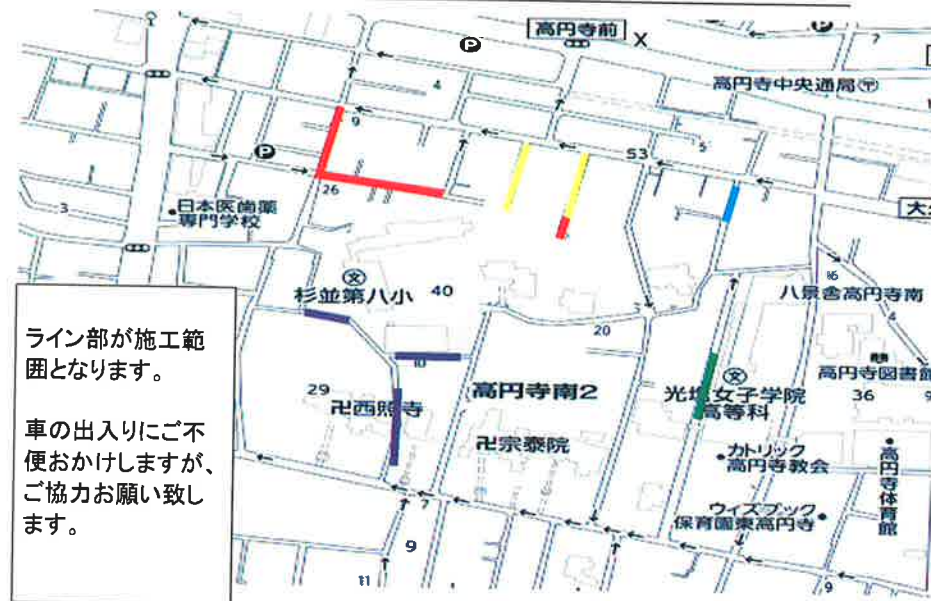 高円寺前
X
P
P
7
4
高円寺中央通局
9
P
53
5
26
大
3
日本医歯薬
専門学校
文
杉並第八小
40
16
八景舎高円寺南
4
20
10
ライン部が施工範
囲となります。
車の出入りにご不
便おかけしますが、
ご協力お願い致し
ます。
29
卍西照寺
高円寺南2
文
光塩女子学院
高等科
高円寺図書館
36
9
卍宗泰院
カトリック
高円寺教会
高円寺体育館
ウィズブック
保育園東高円寺
7
9
11
9